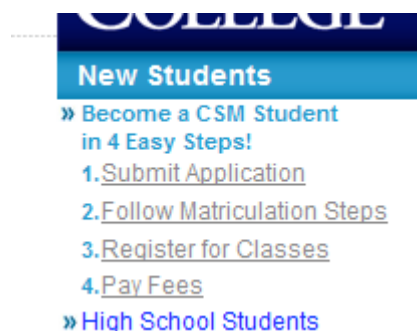 COLLEGE
New Students
» Become a CSM Student
in 4 Easy Steps!
1. Submit Application
2. Follow Matriculation Steps
3. Register for Classes
4. Pay Fees
» High School Students